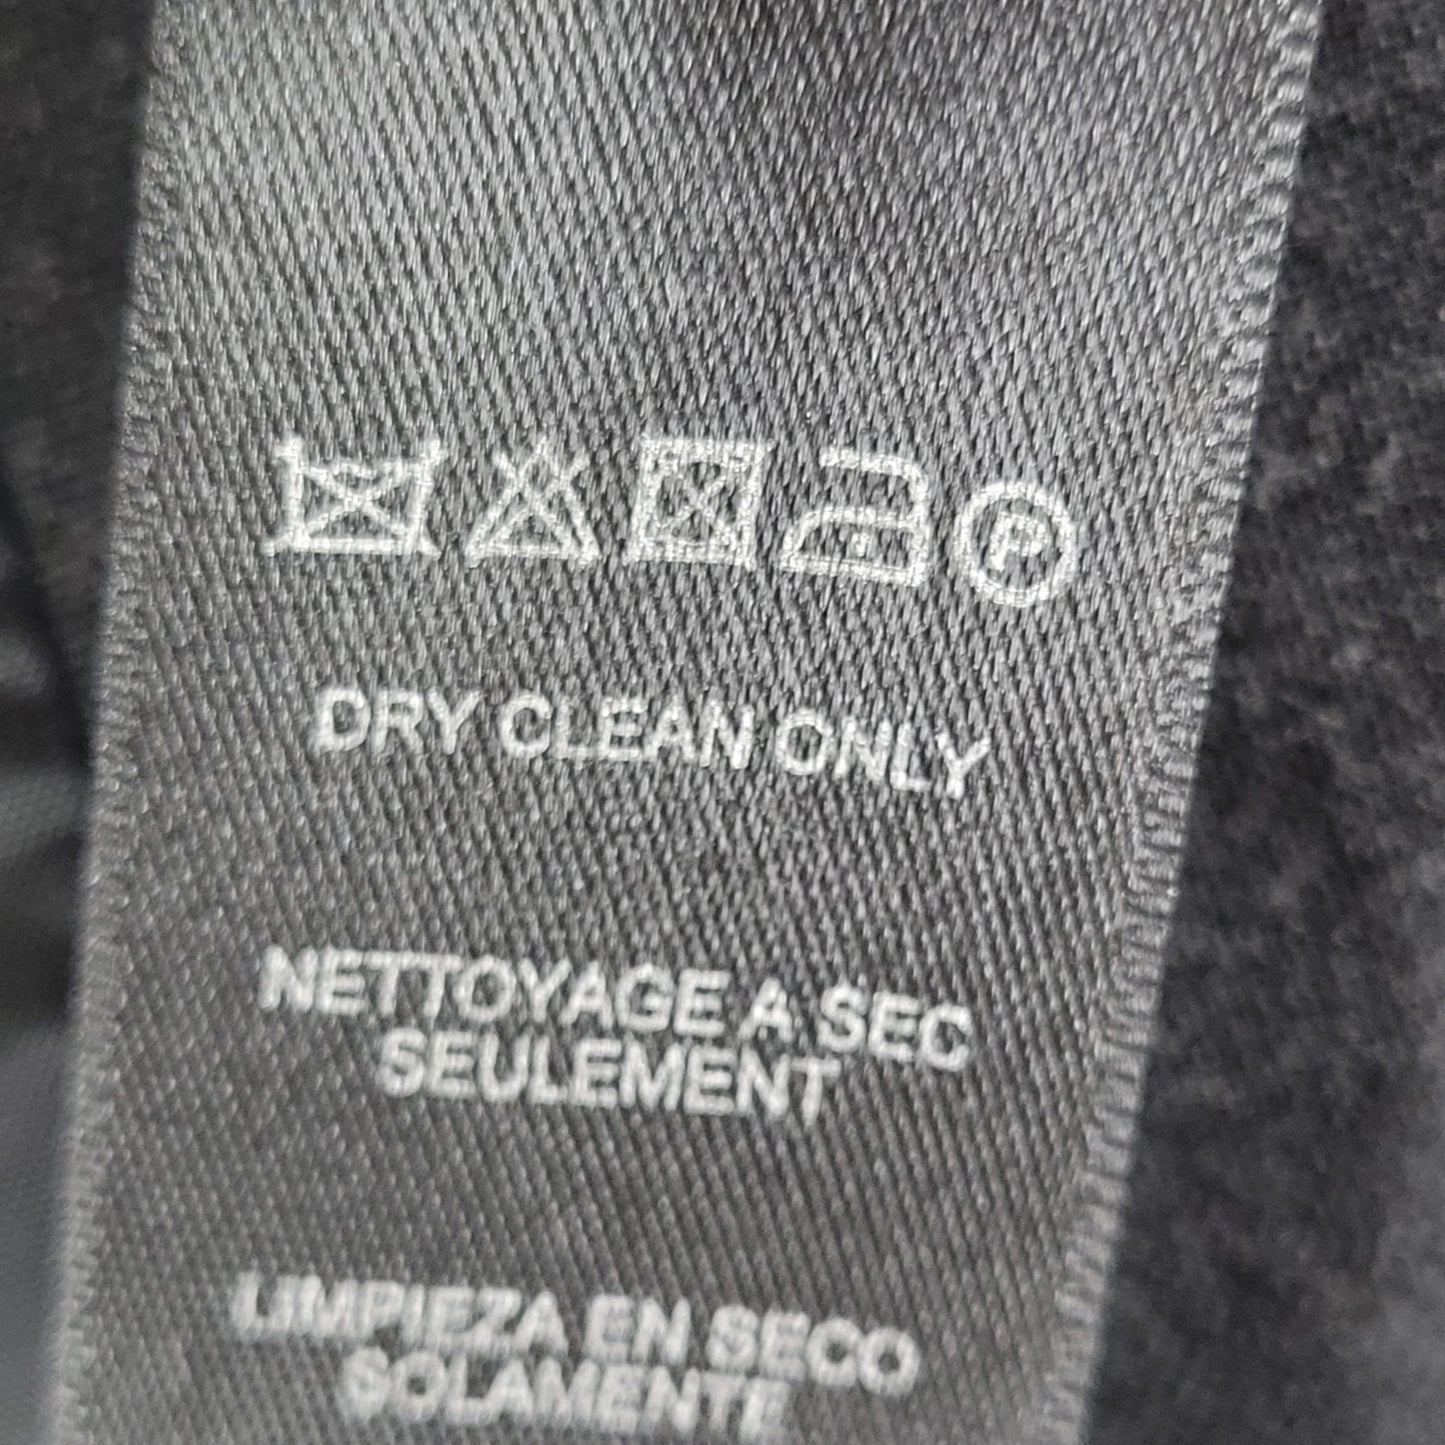 P
DRY CLEAN ONLY
NETTOYAGE A SEC
SEULEMENT
LIMPIEZA EN SECO
SOLAMENTE